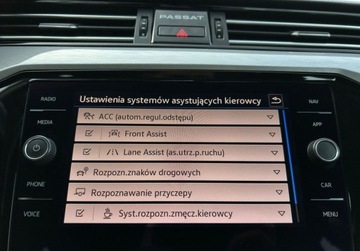 PASSAT
Ustawienia systemów asystujących kierowcy
RADIO
NAV
MEDIA
APP
PHONE
CAR
VOICE
MENU
ACC (autom.regul.odstępu)
Front Assist
Lane Assist (as.utrz.p.ruchu)
Rozpozn.znaków drogowych
Rozpoznawanie przyczepy
Syst.rozpozn.zmęcz.kierowcy